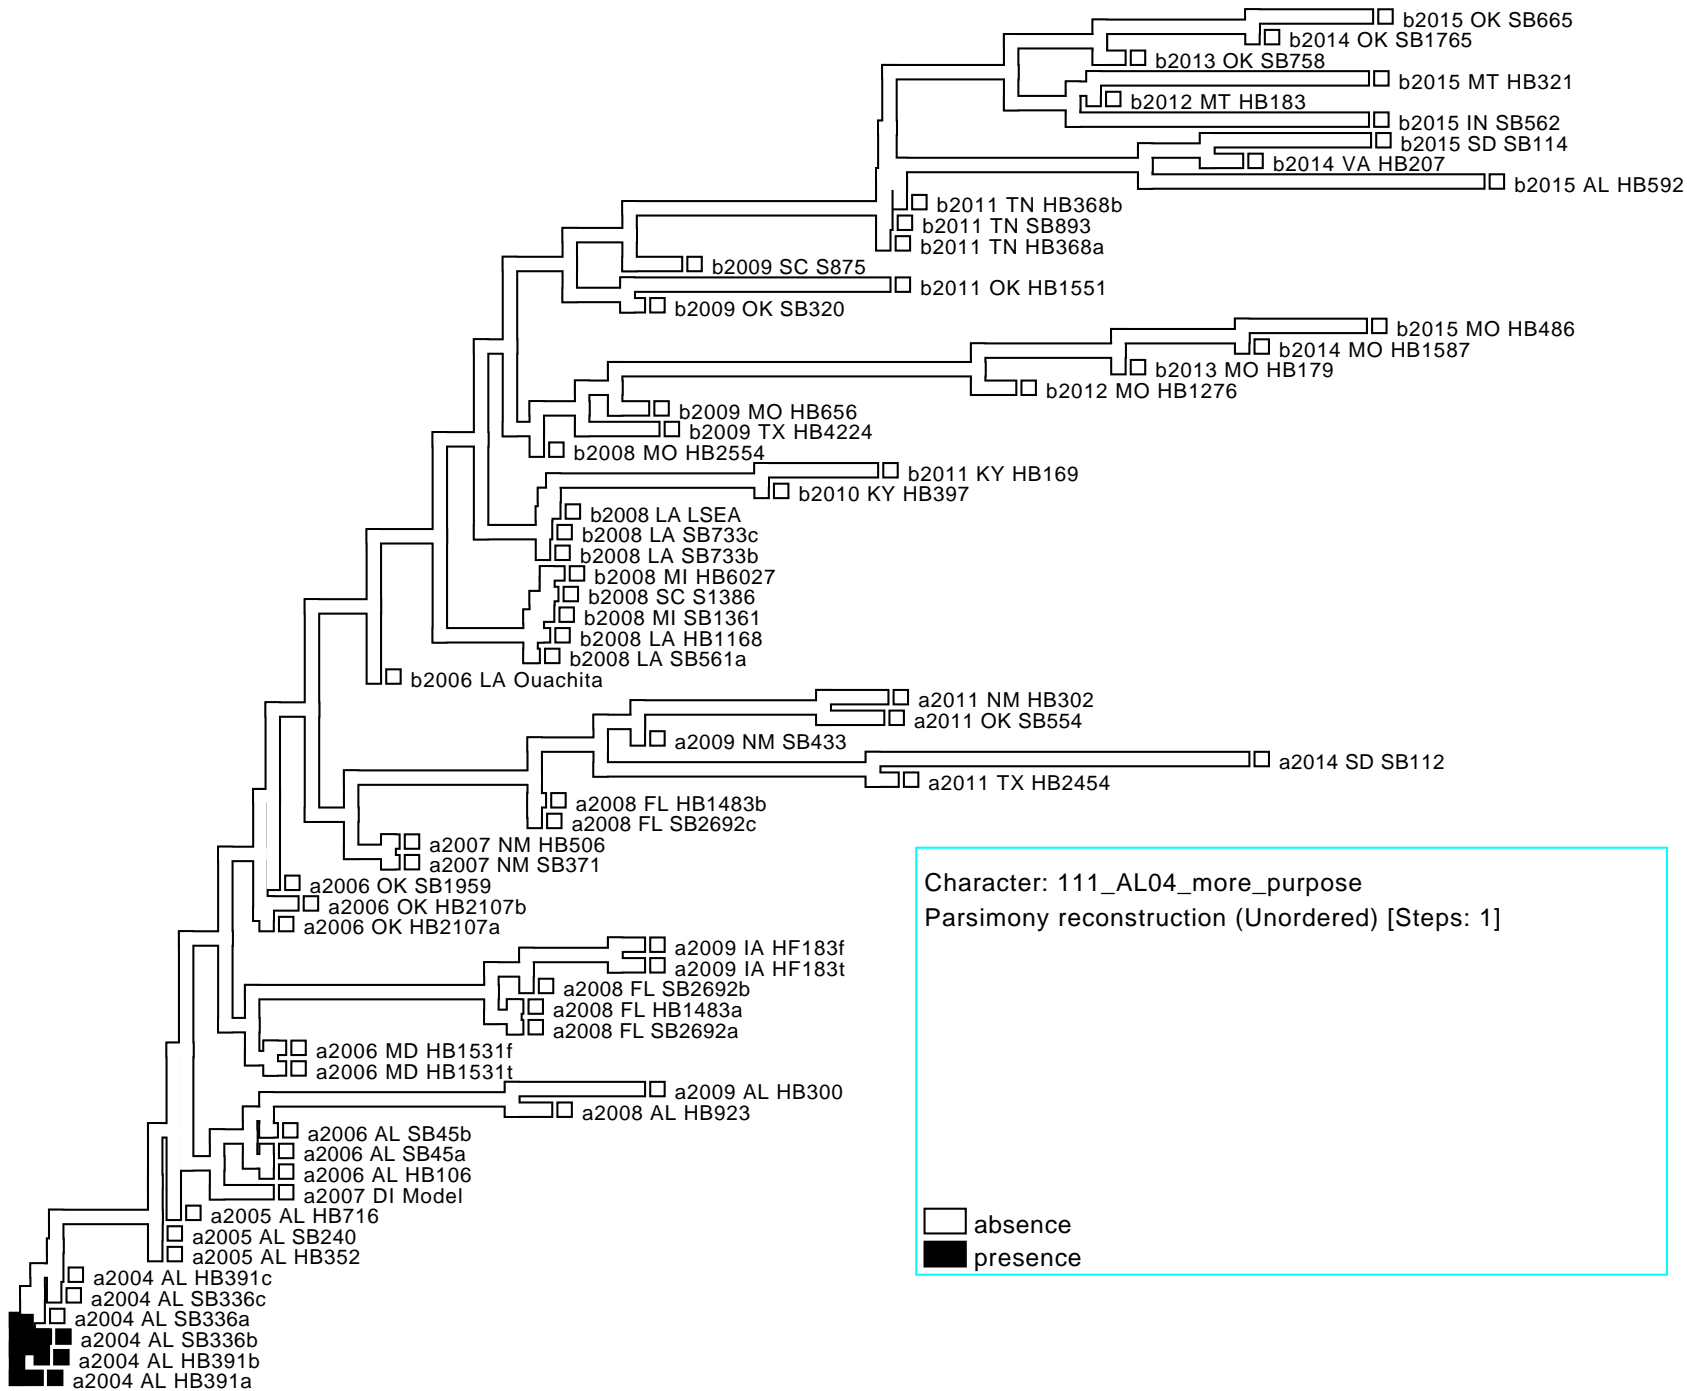 b2015 OK SB665
b2014 OK SB1765
b2013 OK SB758
b2015 MT HB321
b2012 MT HB183
b2015 IN SB562
b2015 SD SB114
b2014 VA HB207
b2015 AL HB592
b2011 TN HB368b
b2011 TN SB893
b2011 TN HB368a
b2009 SC S875
b2011 OK HB1551
b2009 OK SB320
b2015 MO HB486
b2014 MO HB1587
b2013 MO HB179
b2012 MO HB1276
b2009 MO HB656
b2009 TX HB4224
b2008 MO HB2554
b2011 KY HB169
b2010 KY HB397
b2008 LA LSEA
b2008 LA SB733c
b2008 LA SB733b
b2008 MI HB6027
b2008 SC S1386
b2008 MI SB1361
b2008 LA HB1168
b2008 LA SB561a
b2006 LA Ouachita
a2011 NM HB302
a2011 OK SB554
a2009 NM SB433
a2014 SD SB112
a2011 TX HB2454
a2008 FL HB1483b
a2008 FL SB2692c
a2007 NM HB506
a2007 NM SB371
a2006 OK SB1959
a2006 OK HB2107b
a2006 OK HB2107a
a2009 IA HF183f
a2009 IA HF183t
a2008 FL SB2692b
a2008 FL HB1483a
a2008 FL SB2692a
a2006 MD HB1531f
a2006 MD HB1531t
a2009 AL HB300
a2008 AL HB923
a2006 AL SB45b
a2006 AL SB45a
a2006 AL HB106
a2007 DI Model
a2005 AL HB716
a2005 AL SB240
a2005 AL HB352
a2004 AL HB391c
a2004 AL SB336c
a2004 AL SB336a
a2004 AL SB336b
a2004 AL HB391b
a2004 AL HB391a
Character: 111_AL04_more_purpose
Parsimony reconstruction (Unordered) [Steps: 1]
absence
presence